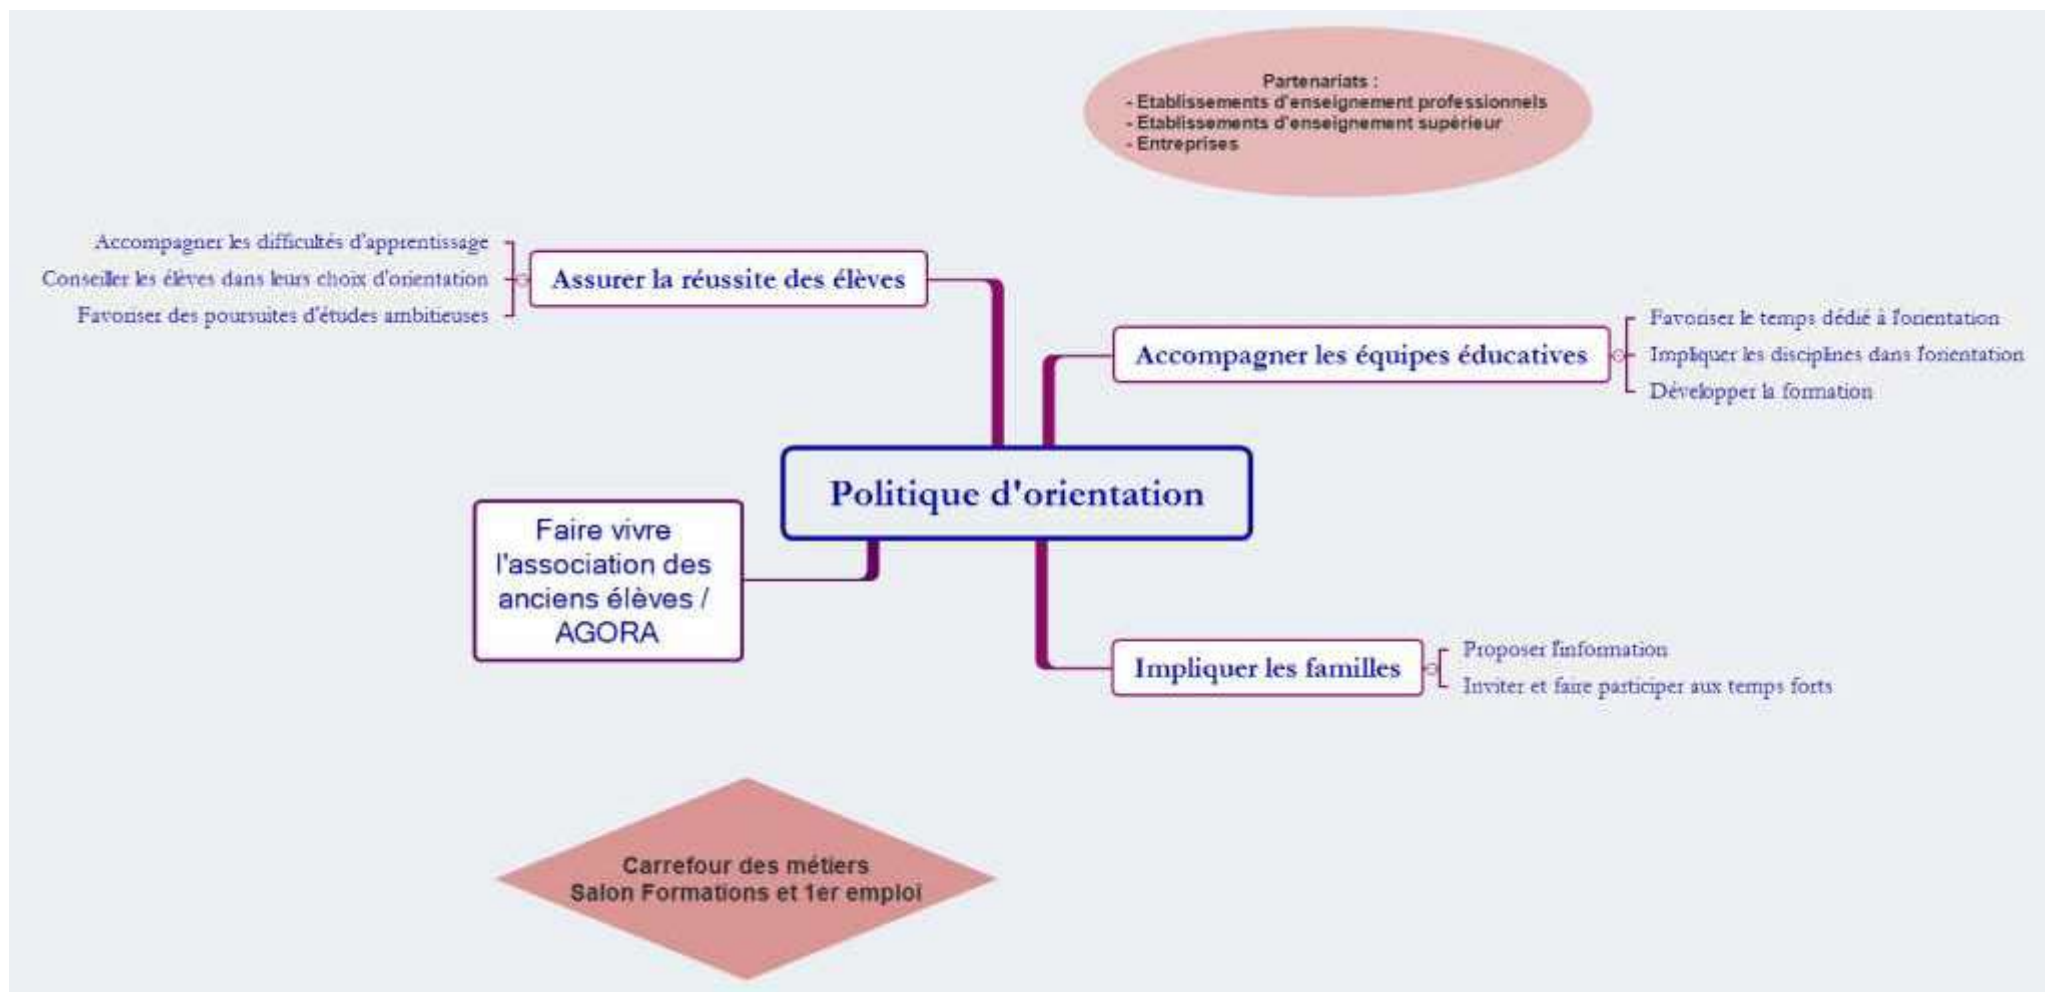 Partenariats :
- Etablissements d'enseignement professionnels
- Etablissements d'enseignement supérieur
- Entreprises
Accompagner les difficultés d'apprentissage
Conseiller les élèves dans leurs choix d'orientation
Favoriser des poursuites d'études ambitieuses
Assurer la réussite des élèves
Accompagner les équipes éducatives
Favoriser le temps dédié à l'orientation
Impliquer les disciplines dans l'orientation
Développer la formation
Politique d'orientation
Faire vivre
l'association des
anciens élèves /
AGORA
Impliquer les familles
Proposer l'information
Inviter et faire participer aux temps forts
Carrefour des métiers
Salon Formations et 1er emploi